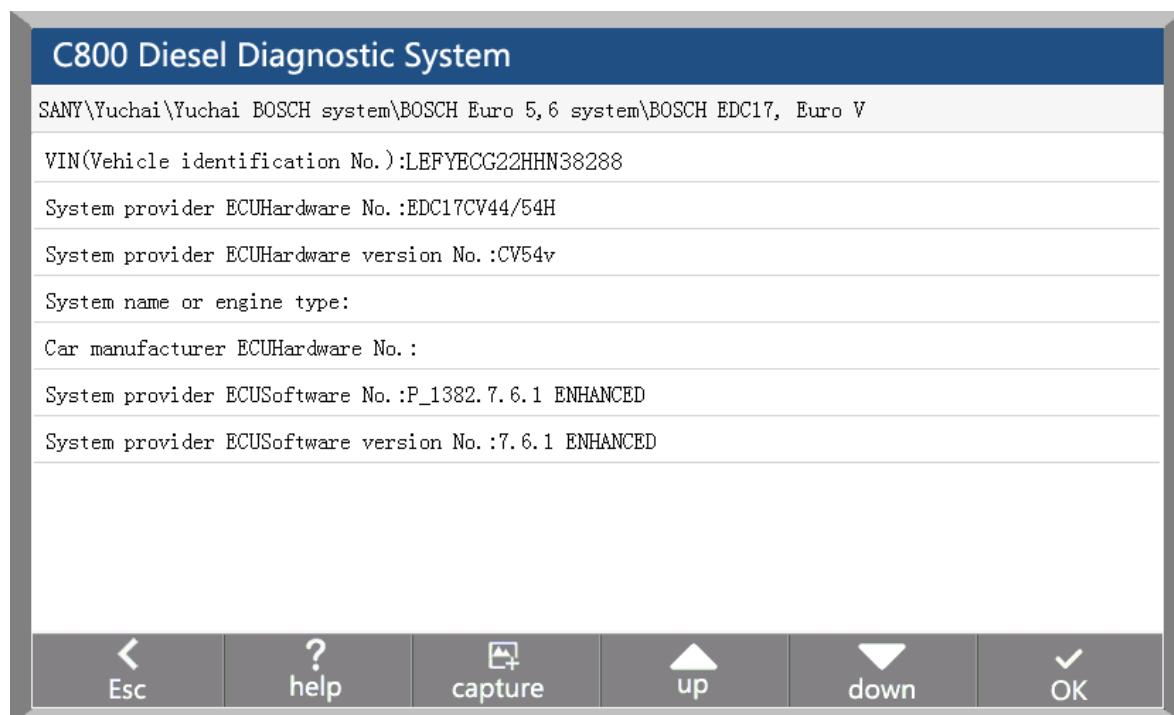 C800 Diesel Diagnostic System
SANY\Yuchai\Yuchai BOSCH system\BOSCH Euro 5,6 system\BOSCH EDC17, Euro V
VIN(Vehicle identification No.):LEFYECG22HHN38288
System provider ECUHardware No.:EDC17CV44/54H
System provider ECUHardware version No.:CV54v
System name or engine type:
Car manufacturer ECUHardware No.:
System provider ECUSoftware No.:P_1382.7.6.1 ENHANCED
System provider ECUSoftware version No.:7.6.1 ENHANCED
Esc help capture up down OK